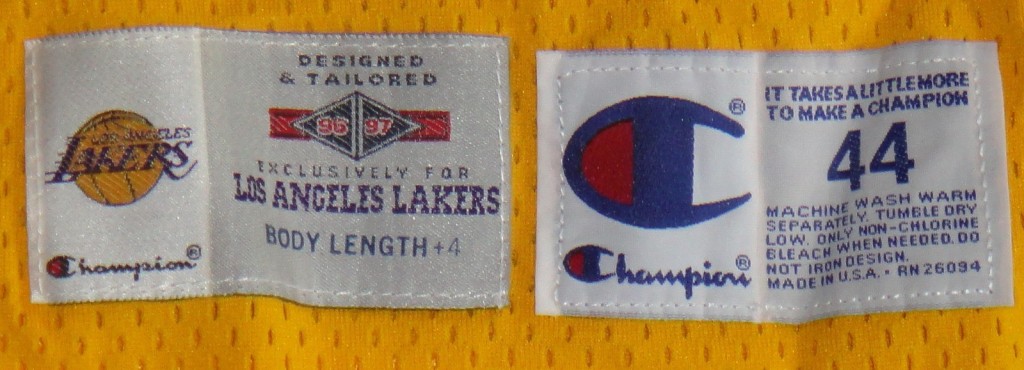 DESIGNED
& TAILORED
96 97
EXCLUSIVELY FOR
LOS ANGELES LAKERS
BODY LENGTH +4
LOS ANGELES
LAKERS
Champion®
®
Champion®
IT TAKES A LITTLE MORE
TO MAKE A CHAMPION
44
MACHINE WASH WARM
SEPARATELY. TUMBLE DRY
LOW. ONLY NON-CHLORINE
BLEACH WHEN NEEDED. DO
NOT IRON DESIGN.
MADE IN U.S.A. • RN 26094